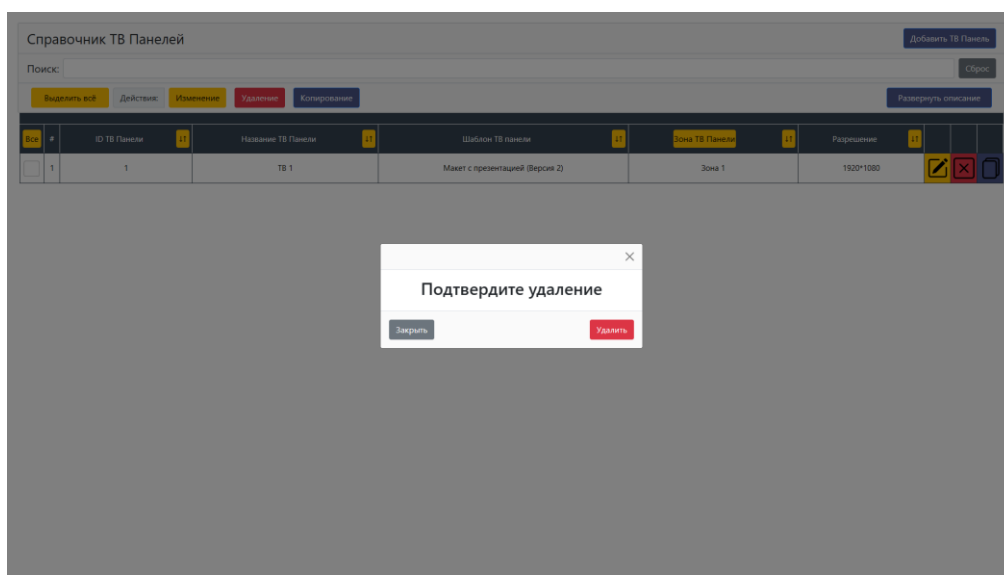 Справочник ТВ Панелей
Добавить ТВ Панель
Поиск:
Сброс
Выделить всё Действия: Изменение Удаление Копирование
Развернуть описание
Все # ID ТВ Панели Название ТВ Панели Шаблон ТВ панели Зона ТВ Панели Разрешение
1 1 ТВ 1 Макет с презентацией (Версия 2) Зона 1 1920*1080
Подтвердите удаление
Закрыть Удалить